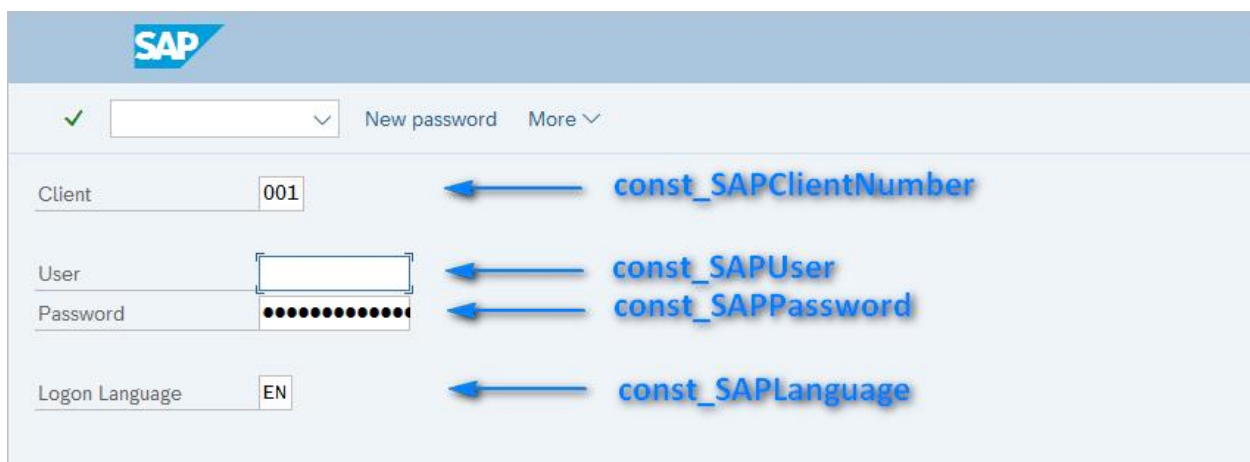 SAP
New password More
Client 001 const_SAPClientNumber
User const_SAPUser
Password ●●●●●●●●●●●●● const_SAPPassword
Logon Language EN const_SAPLanguage